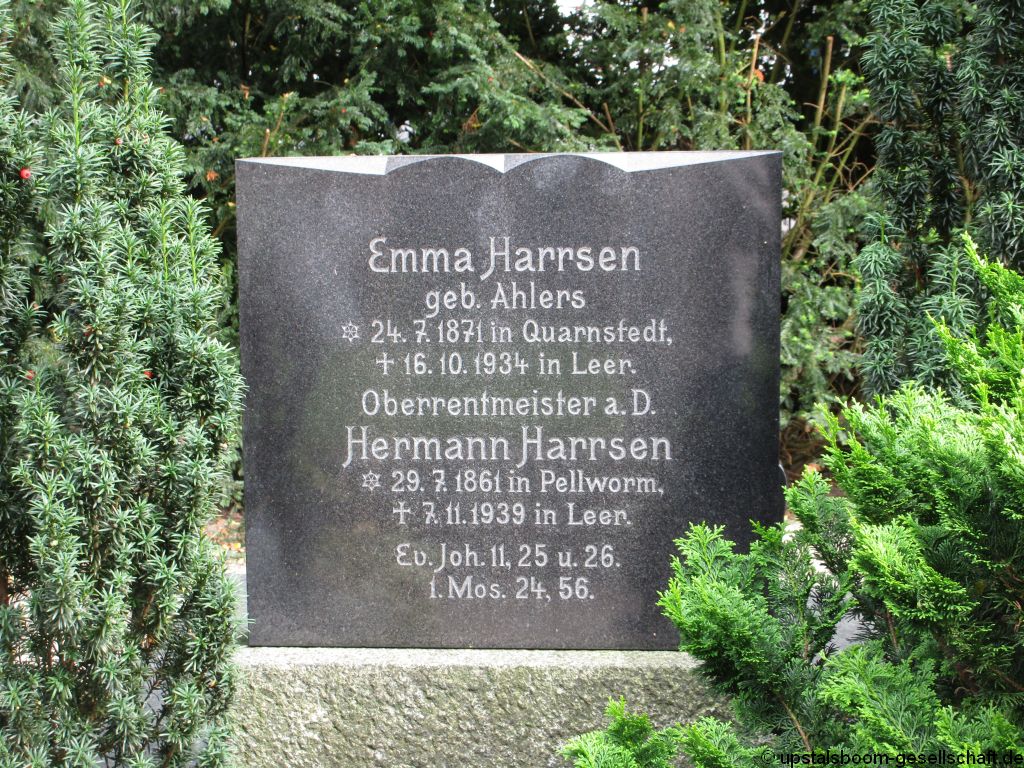 Emma Harrsen
geb. Ahlers
✡ 24. 7. 1871 in Quarnstedt,
† 16. 10. 1934 in Leer.
Oberrentmeister a. D.
Hermann Harrsen
✡ 29. 7. 1861 in Pellworm,
† 7. 11. 1939 in Leer.
Ev. Joh. 11, 25 u. 26.
1. Mos. 24, 56.
© upstalsboom-gesellschaft.de